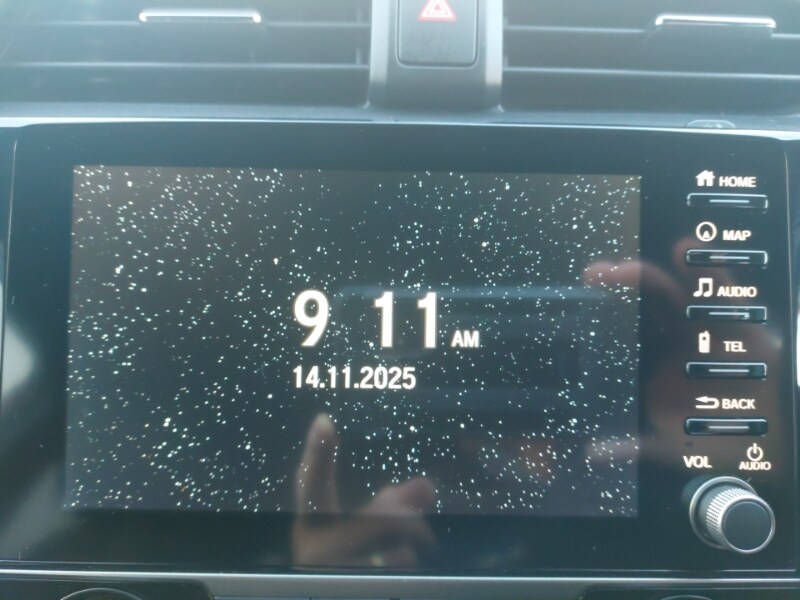 9 11 AM
14.11.2025
HOME
MAP
AUDIO
TEL
BACK
VOL
AUDIO